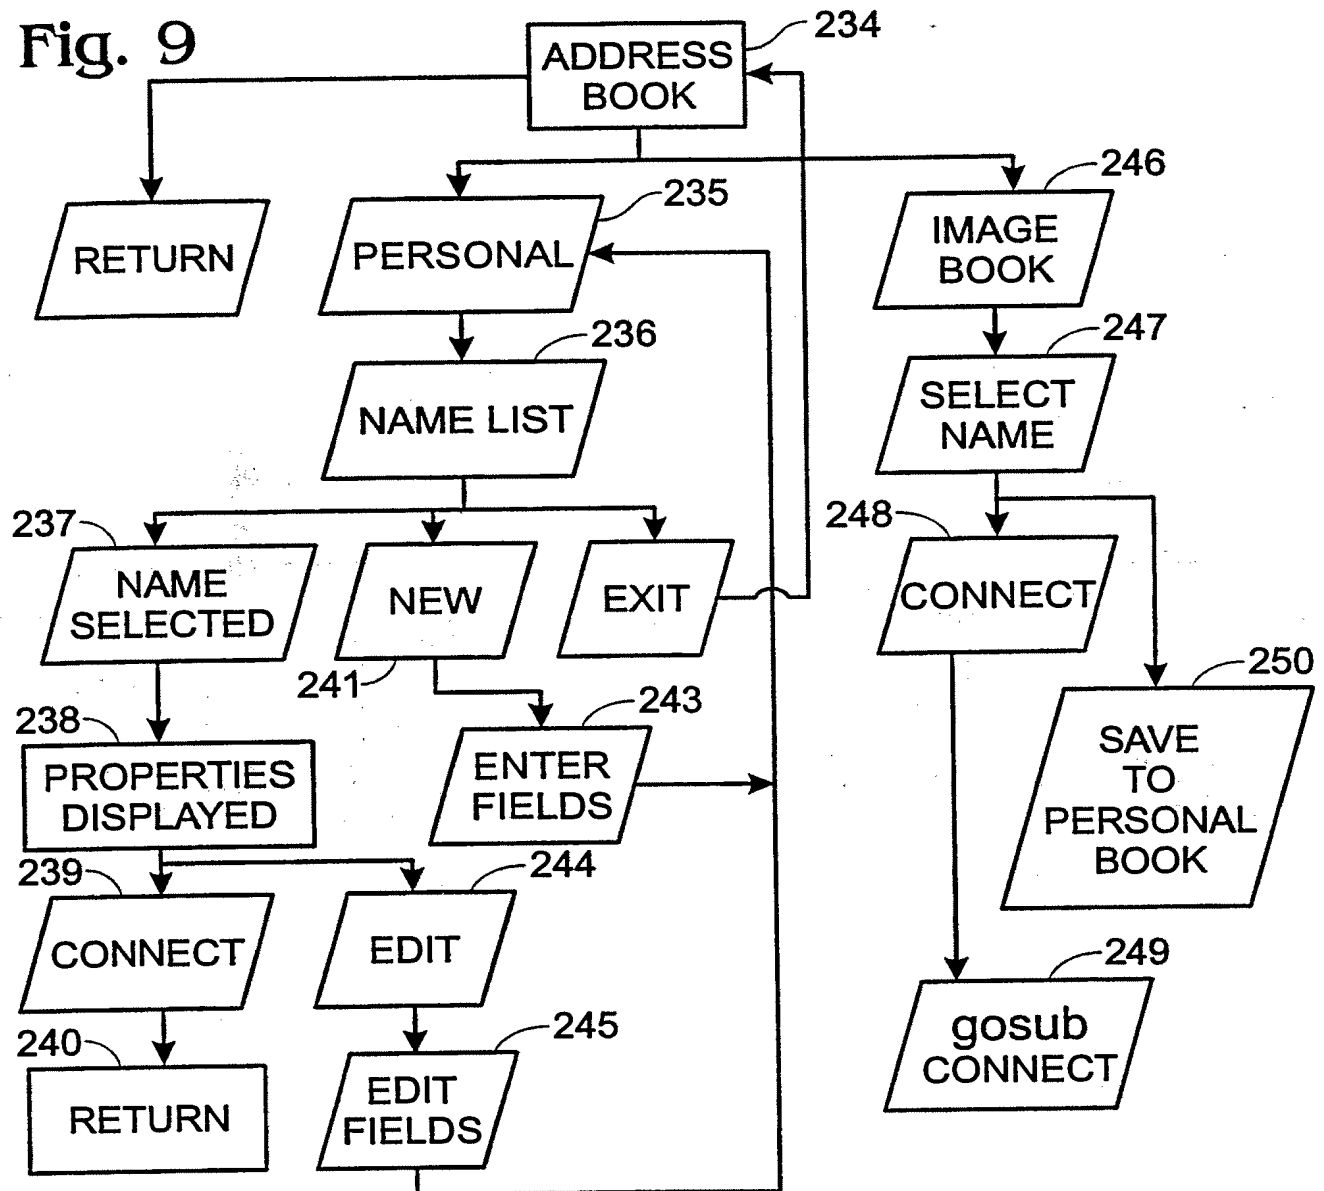 Fig. 9
234
ADDRESS
BOOK
246
235
RETURN
PERSONAL
IMAGE
BOOK
236
247
NAME LIST
SELECT
NAME
237
248
NAME
SELECTED
NEW
EXIT
CONNECT
241
250
238
243
PROPERTIES
DISPLAYED
ENTER
FIELDS
SAVE
TO
PERSONAL
BOOK
239
244
CONNECT
EDIT
249
240
245
gosub
CONNECT
RETURN
EDIT
FIELDS